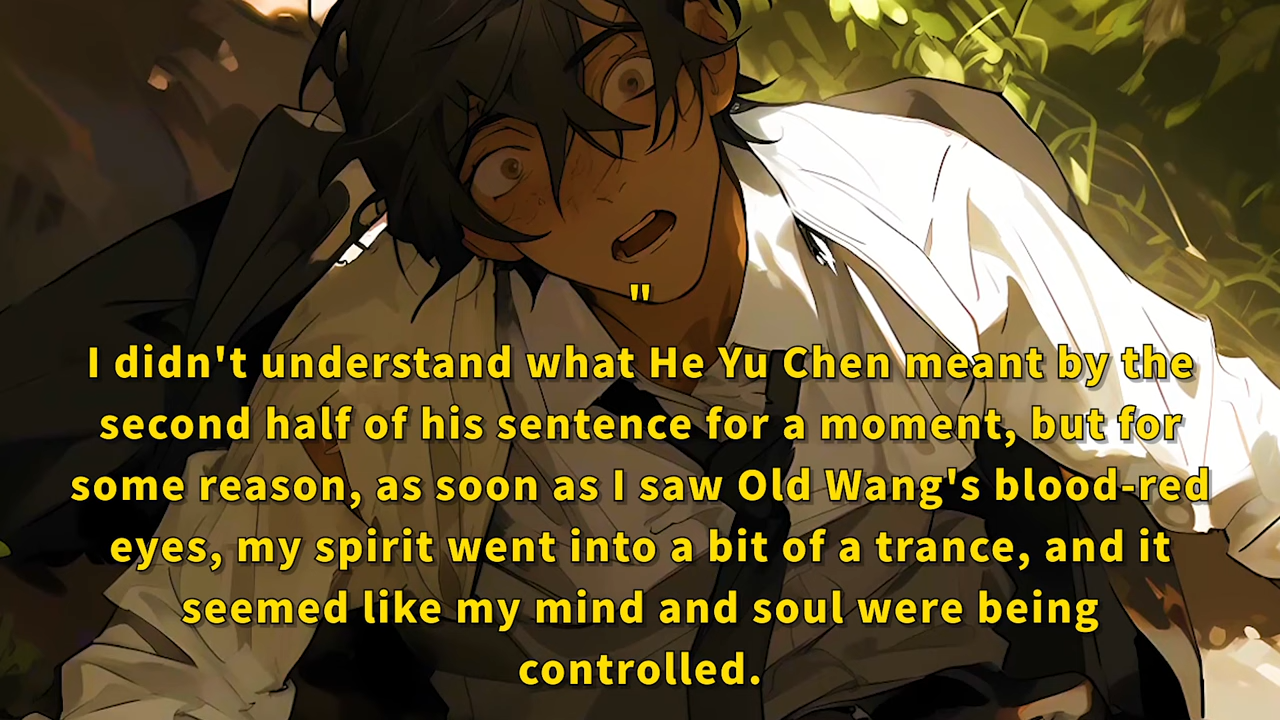 "
I didn't understand what He Yu Chen meant by the
second half of his sentence for a moment, but for
some reason, as soon as I saw Old Wang's blood-red
eyes, my spirit went into a bit of a trance, and it
seemed like my mind and soul were being
controlled.